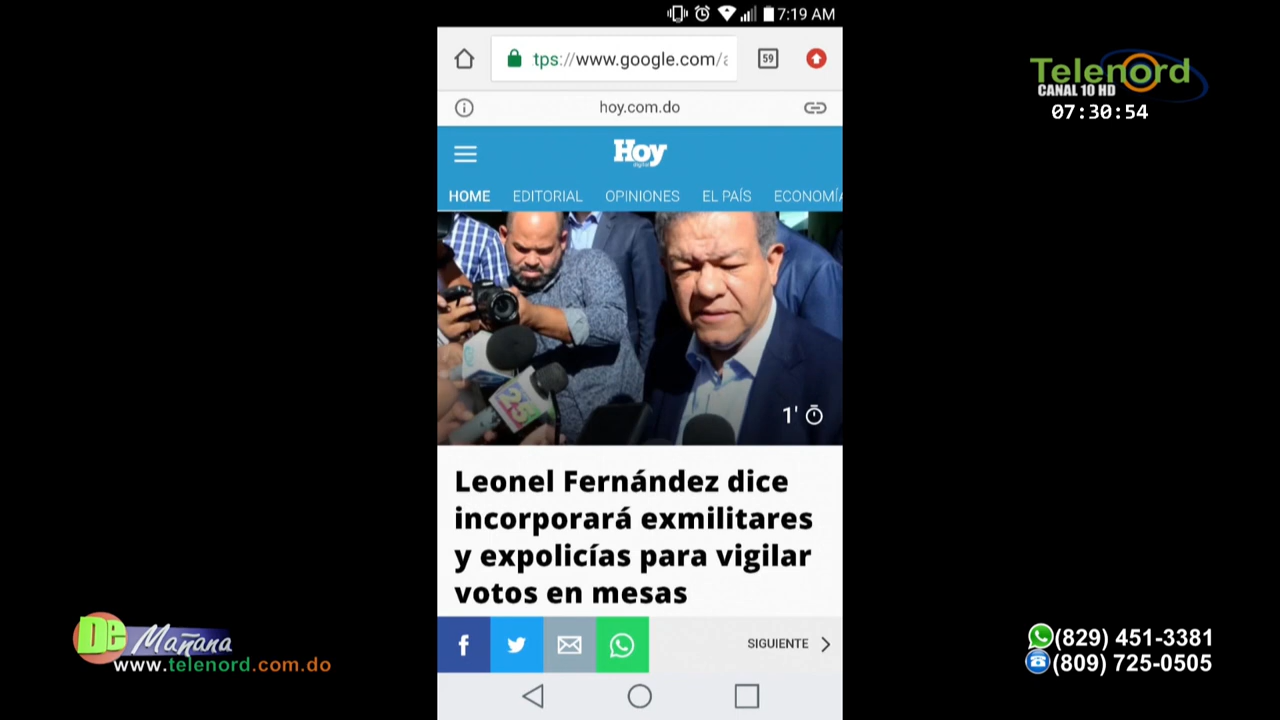 7:19 AM
tps://www.google.com/a
59
hoy.com.do
Hoy
digital
HOME EDITORIAL OPINIONES EL PAÍS ECONOMÍA
25
1'
Leonel Fernández dice
incorporará exmilitares
y expolicías para vigilar
votos en mesas
SIGUIENTE
Telenord
CANAL 10 HD
07:30:54
De Mañana
www.telenord.com.do
(829) 451-3381
(809) 725-0505